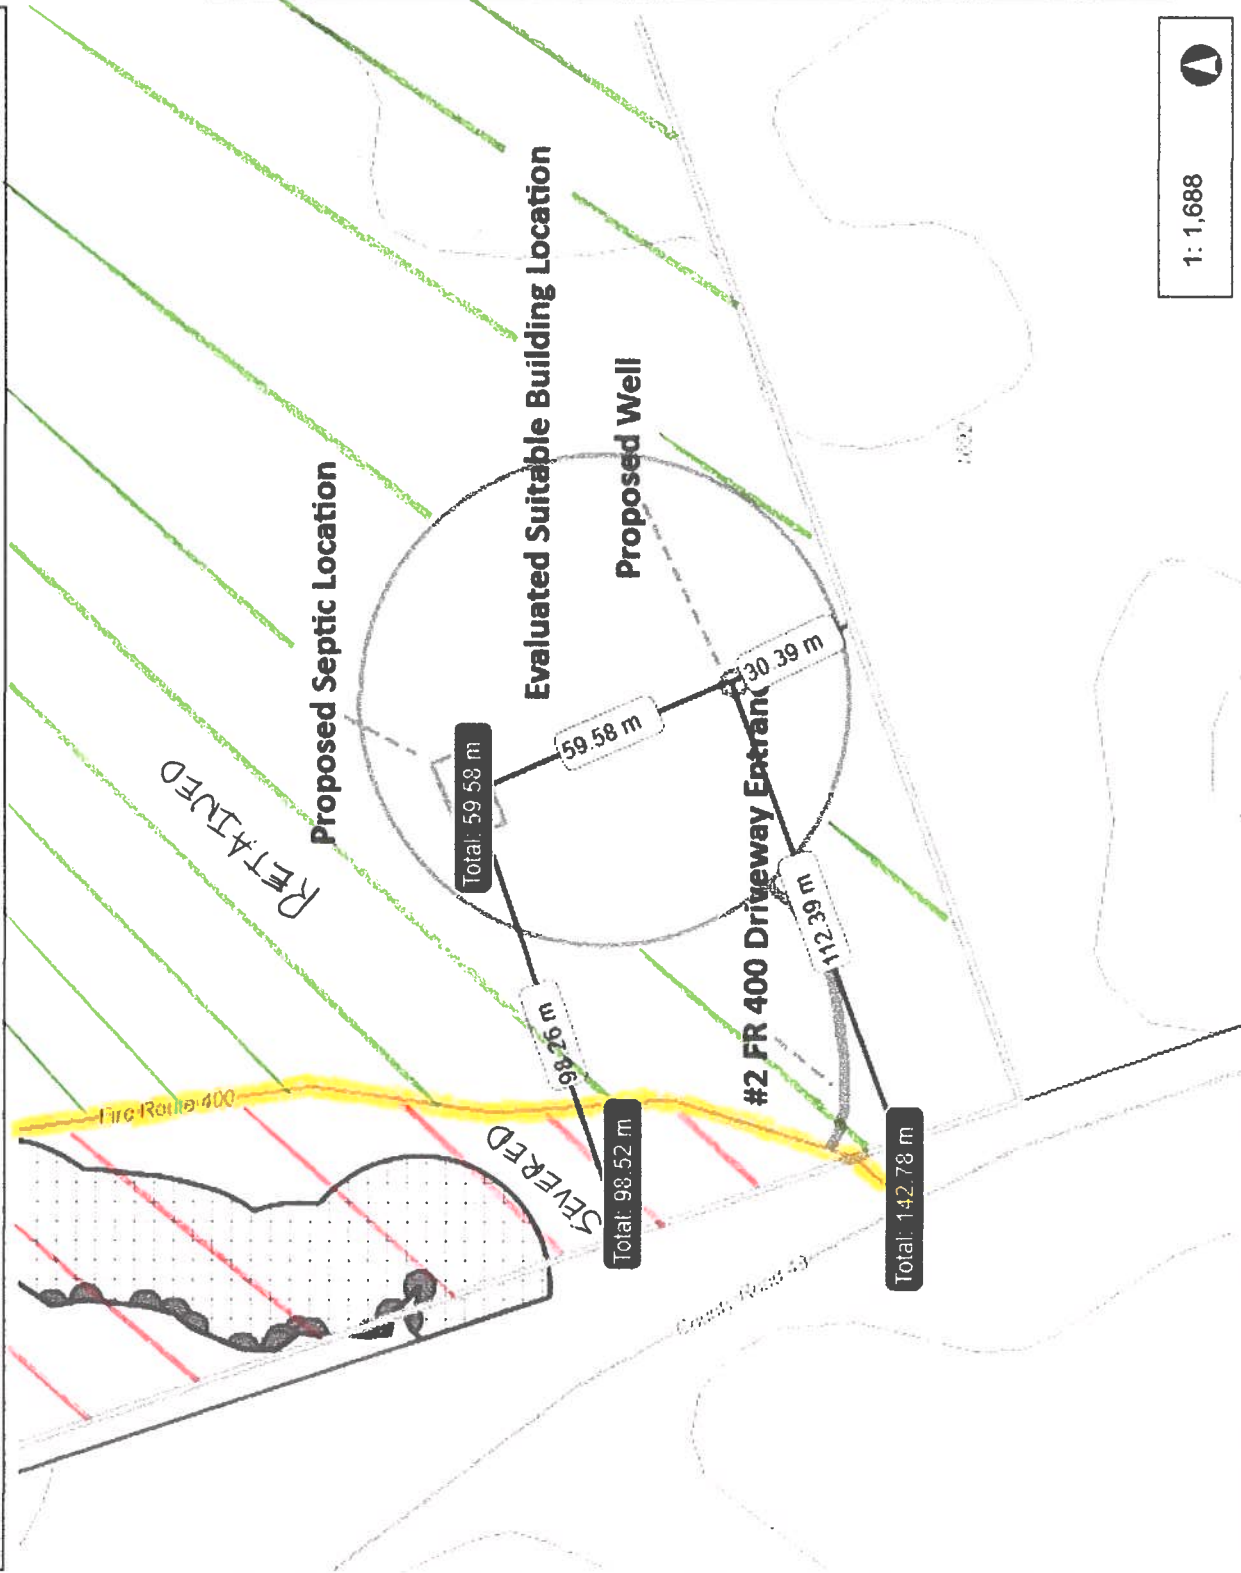 RETAINED
Proposed Septic Location
Evaluated Suitable Building Location
Proposed Well
Total: 59.58 m
59.58 m
30.39 m
#2 FR 400 Driveway Entranc
112.39 m
98.26 m
Fire Route 400
SEVERED
Total: 98.52 m
Total: 142.78 m
1: 1,688